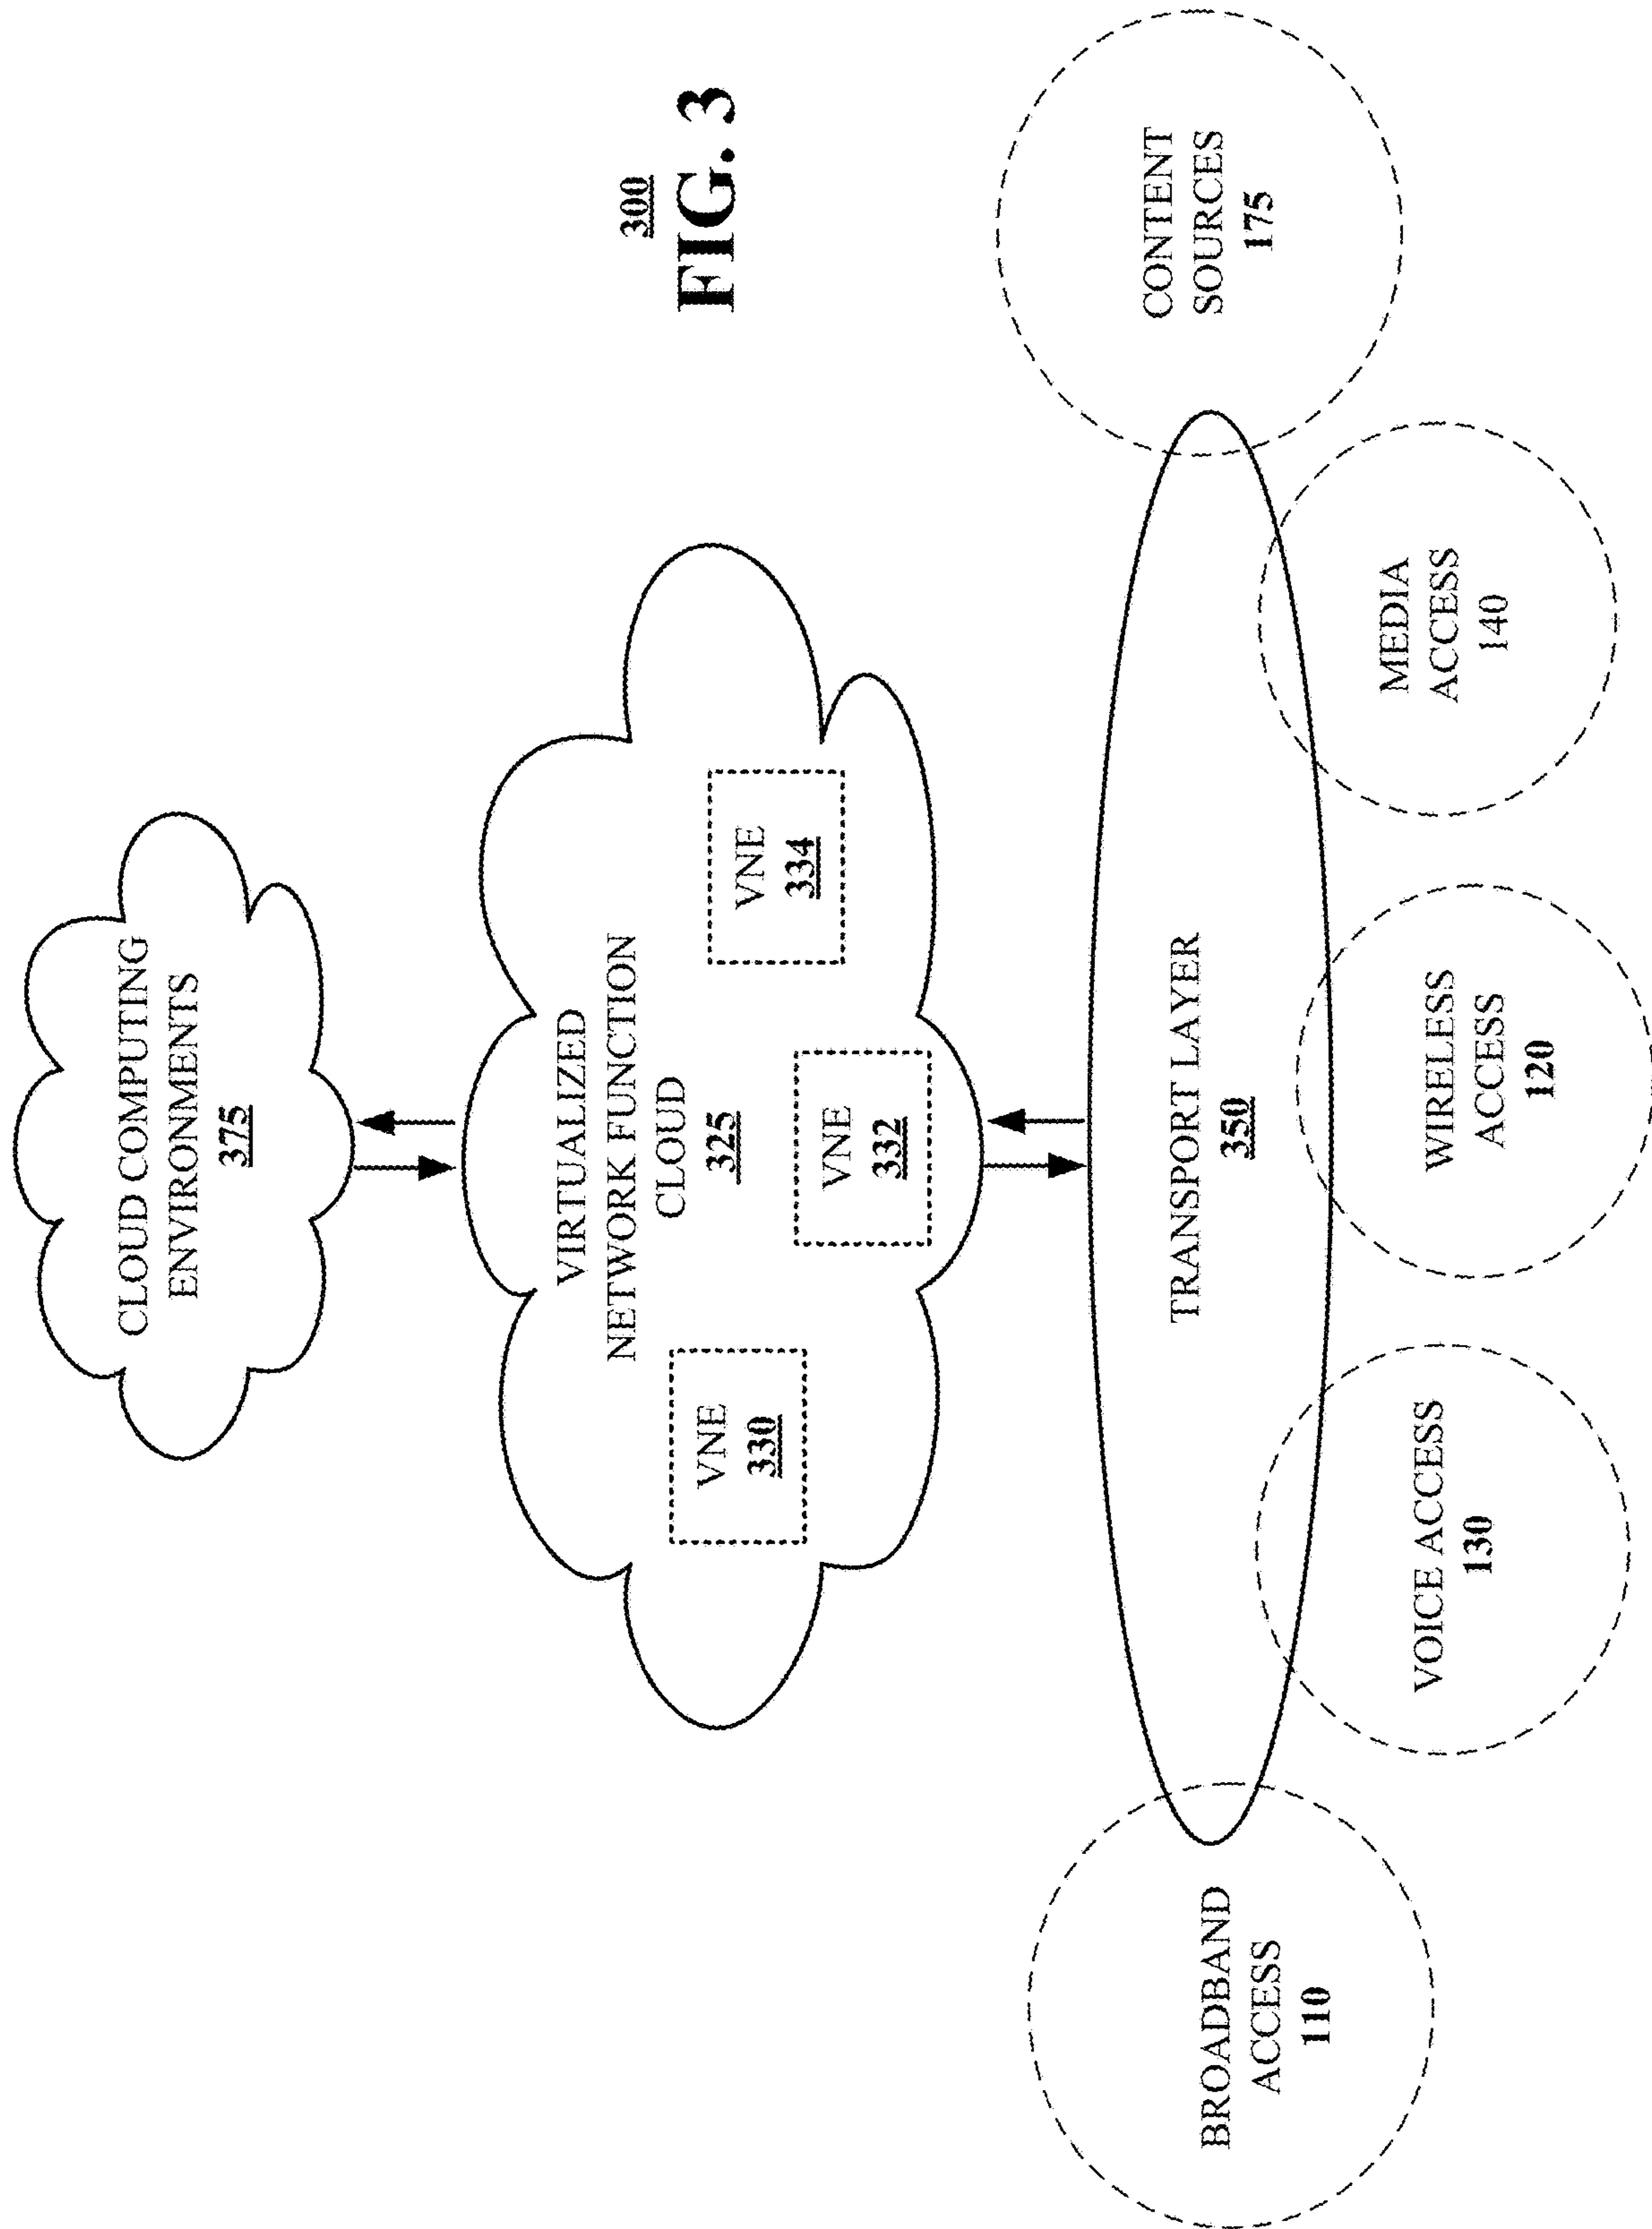 CLOUD COMPUTING
ENVIRONMENTS
375
VIRTUALIZED
NETWORK FUNCTION
CLOUD
325
VNE
330
VNE
332
VNE
334
300
FIG. 3
TRANSPORT LAYER
350
BROADBAND
ACCESS
110
VOICE ACCESS
130
WIRELESS
ACCESS
120
MEDIA
ACCESS
140
CONTENT
SOURCES
175